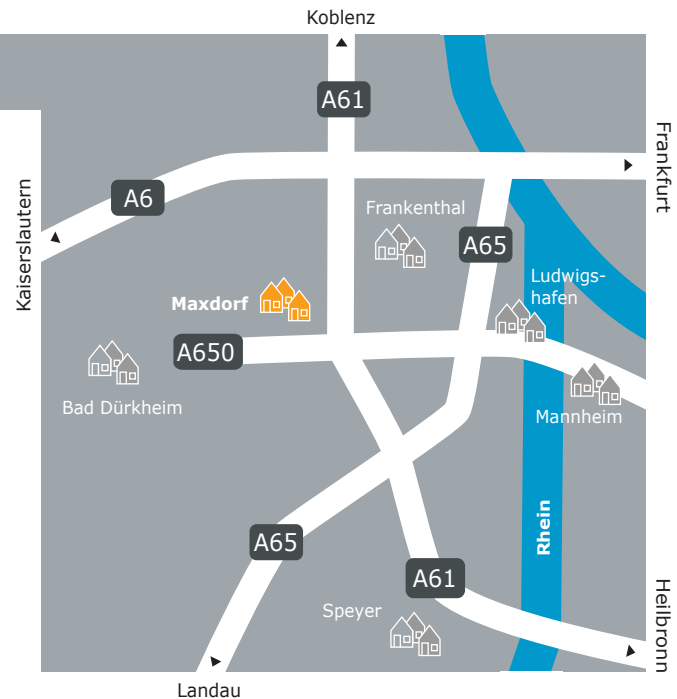 Koblenz
A61
Frankfurt
A6
Frankenthal
Kaiserslautern
A65
Ludwigs-
hafen
Maxdorf
A650
Bad Dürkheim
Mannheim
Rhein
A65
A61
Speyer
Heilbronn
Landau